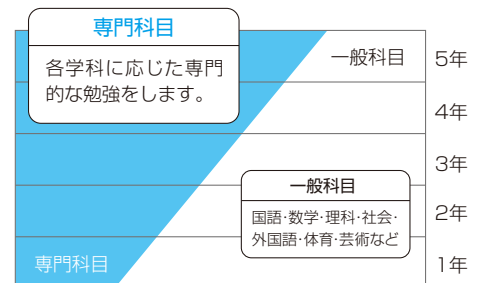 専門科目
各学科に応じた専門
的な勉強をします。
一般科目
5年
4年
3年
一般科目
国語・数学・理科・社会・
外国語・体育・芸術など
2年
専門科目
1年